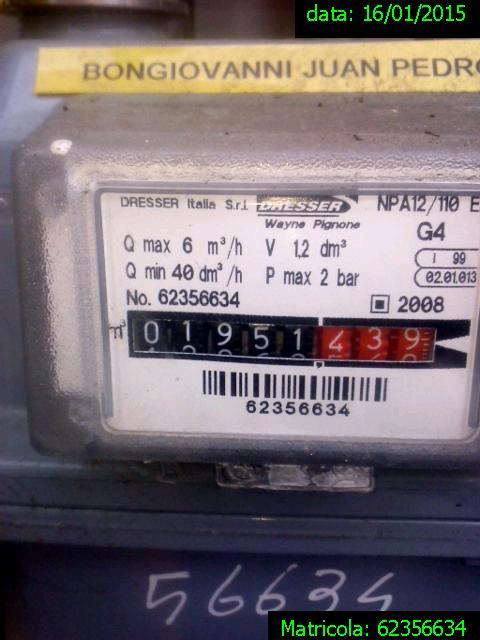 data: 16/01/2015
BONGIOVANNI JUAN PEDRO
DRESSER Italia S.r.l DRESSER NPA12/110 E
Wayne Pignone
G4
Q max 6 m³/h V 1,2 dm³
I 99
Q min 40 dm³/h P max 2 bar
02.01.013
No. 62356634 2008
m³ 01951439
62356634
56634
Matricola: 62356634